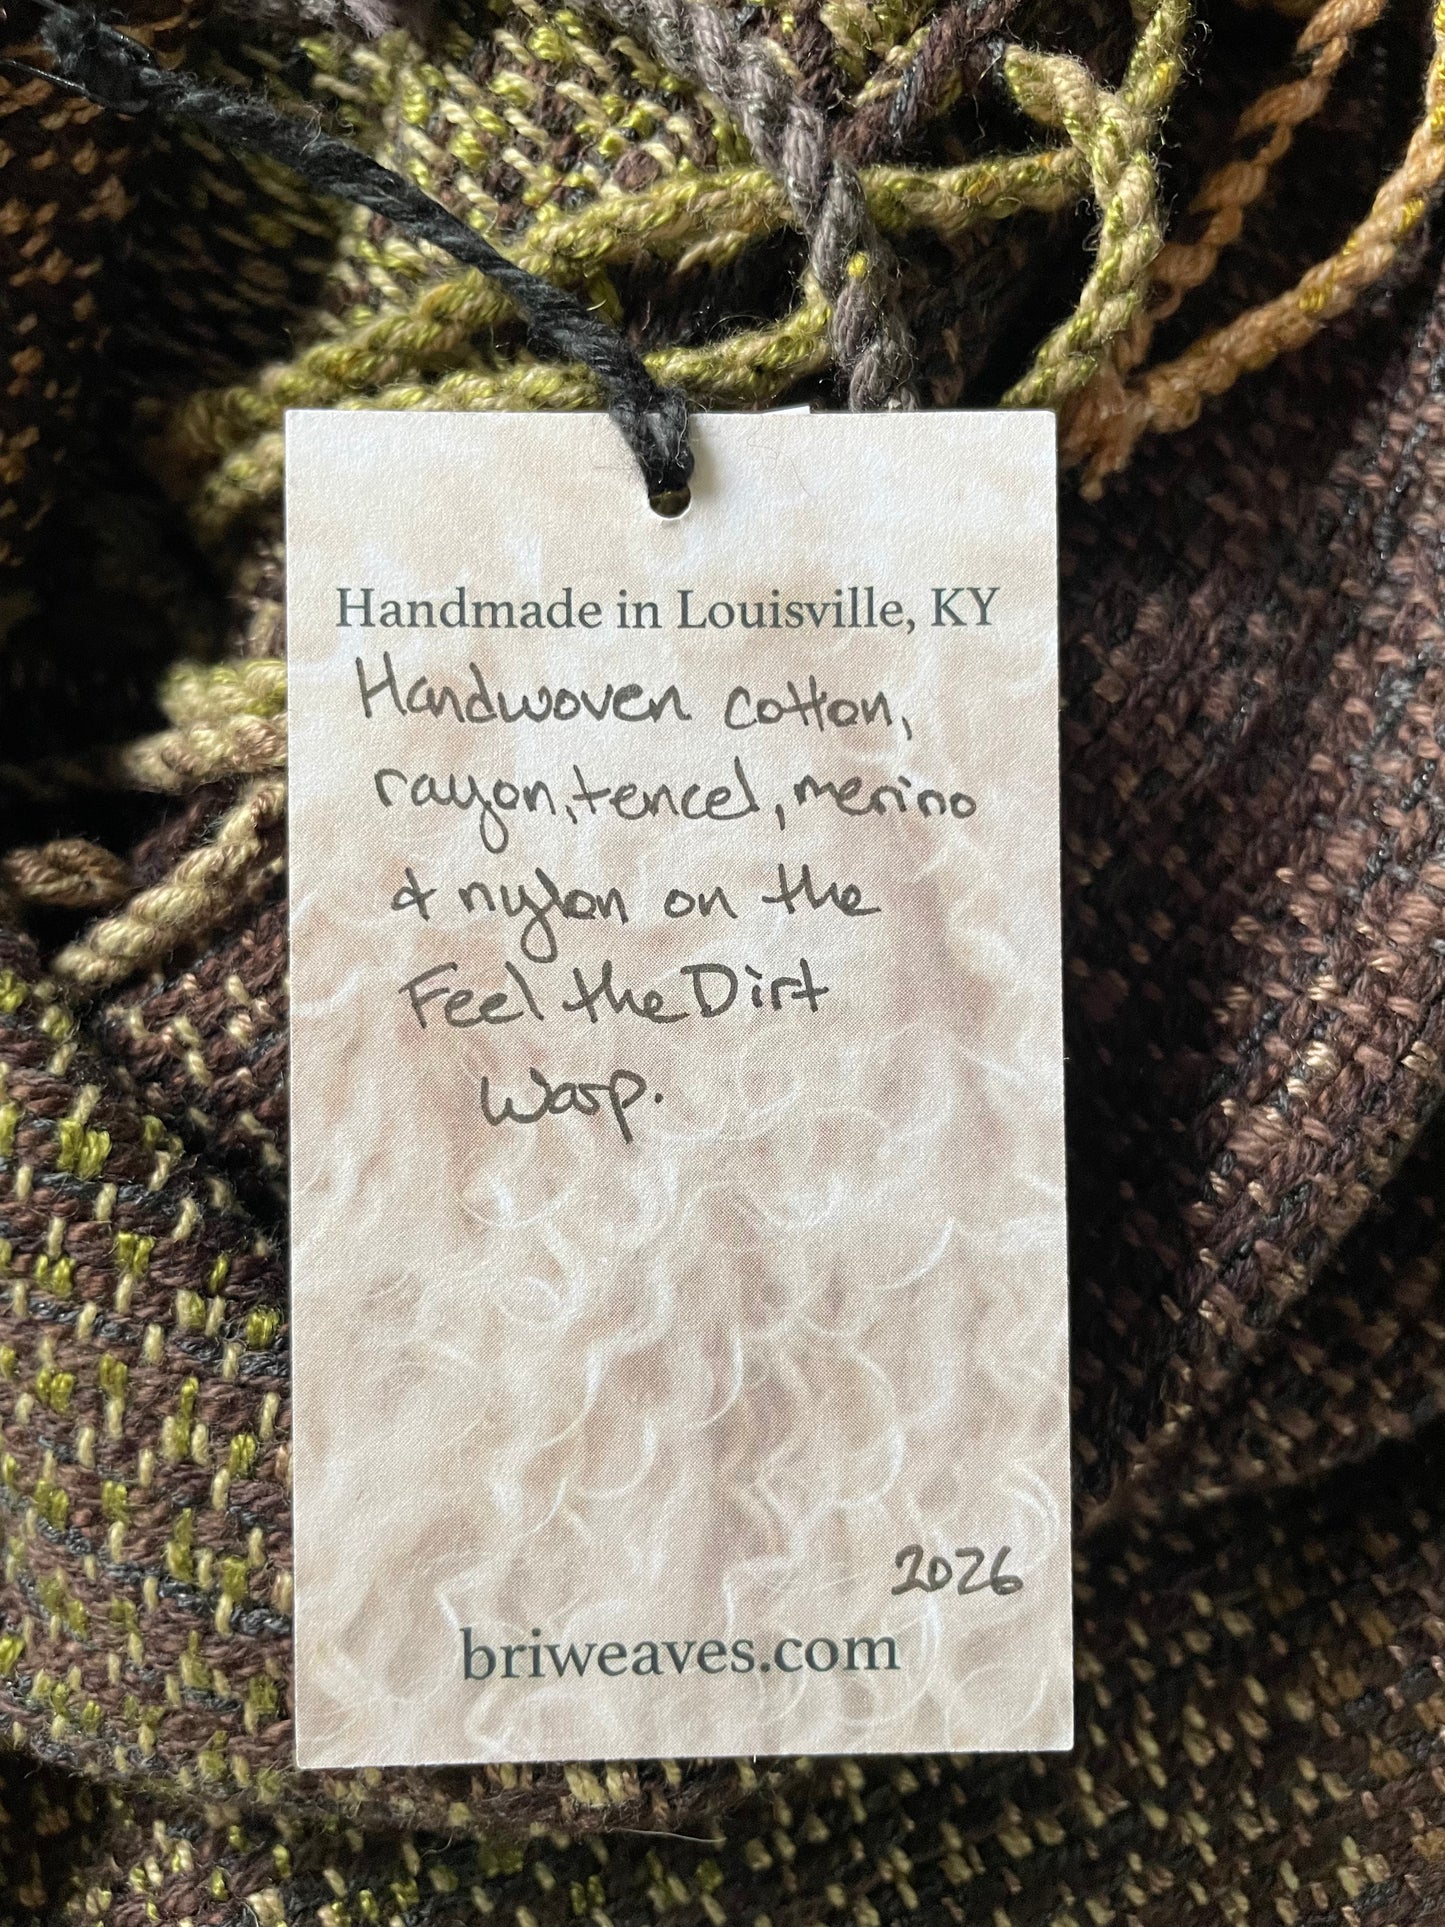 Handmade in Louisville, KY
Handwoven cotton,
rayon, tencel, merino
& nylon on the
Feel the Dirt
Warp.
2026
briweaves.com